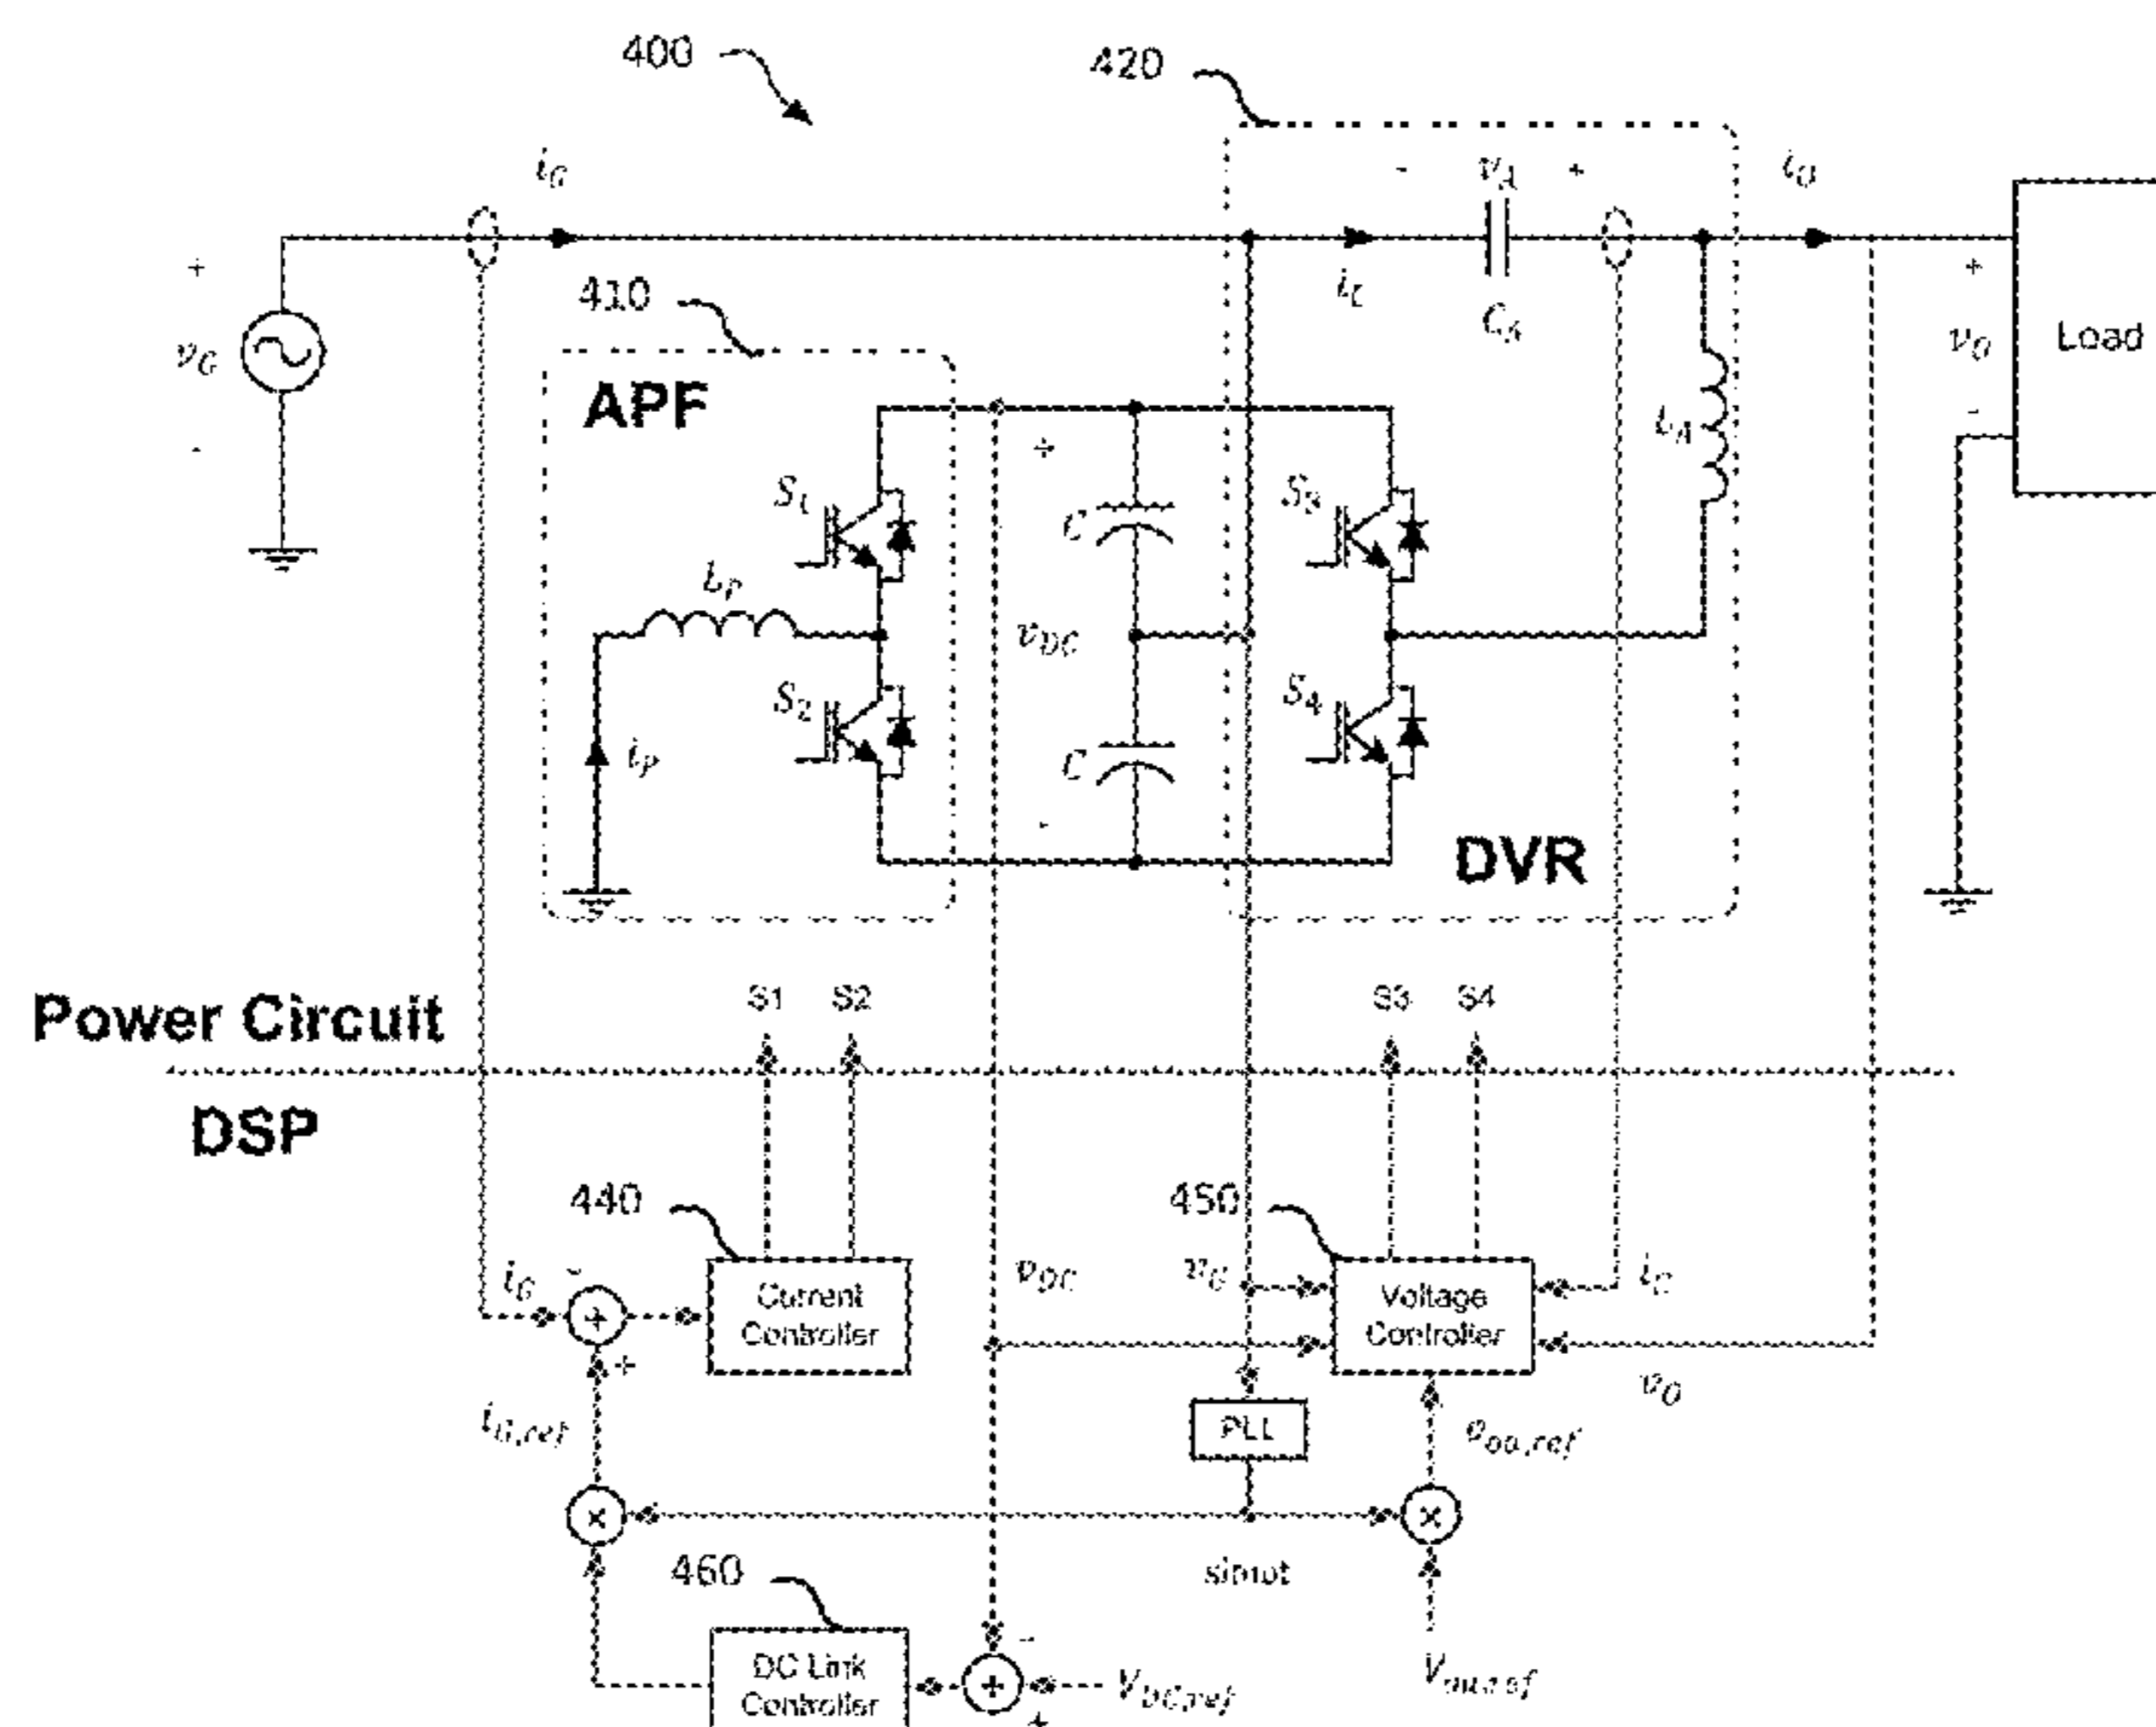 400
420
i_G
- v_A +
i_O
+
410
i_C
C_A
+
v_G
APF
v_O
Load
-
+
L_A
-
S_1
C
S_3
L_P
v_DC
S_2
S_4
i_P
C
-
DVR
S1 S2 S3 S4
Power Circuit
DSP
440
450
i_G
-
Current
Controller
v_DC
v_G
Voltage
Controller
i_C
+
+
v_O
i_G,ref
PLL
×
×
460
sinωt
-
DC Link
Controller
+
V_DC,ref
+